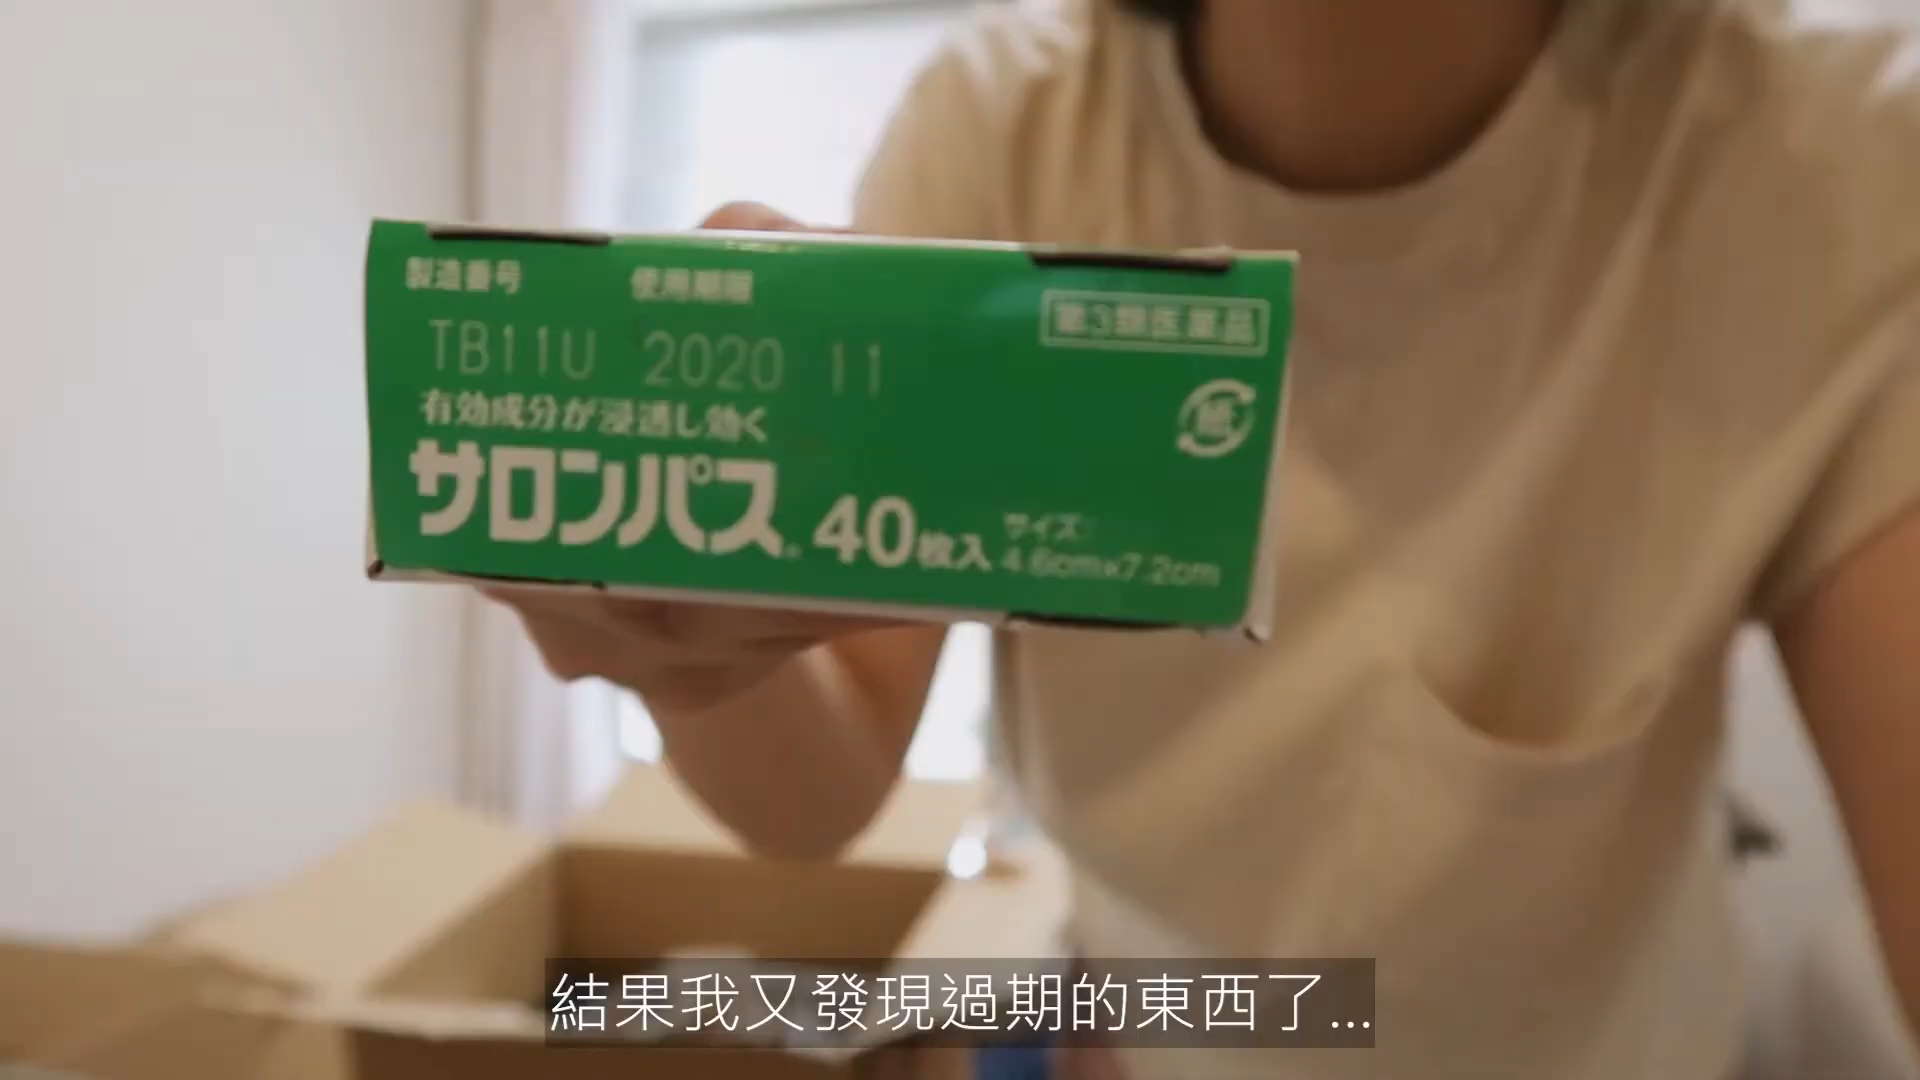 製造番号 使用期限
第3類医薬品
TB11U 2020 11
紙
有効成分が浸透し効く
サロンパス 40枚入
サイズ:
4.6cm×7.2cm
結果我又發現過期的東西了...